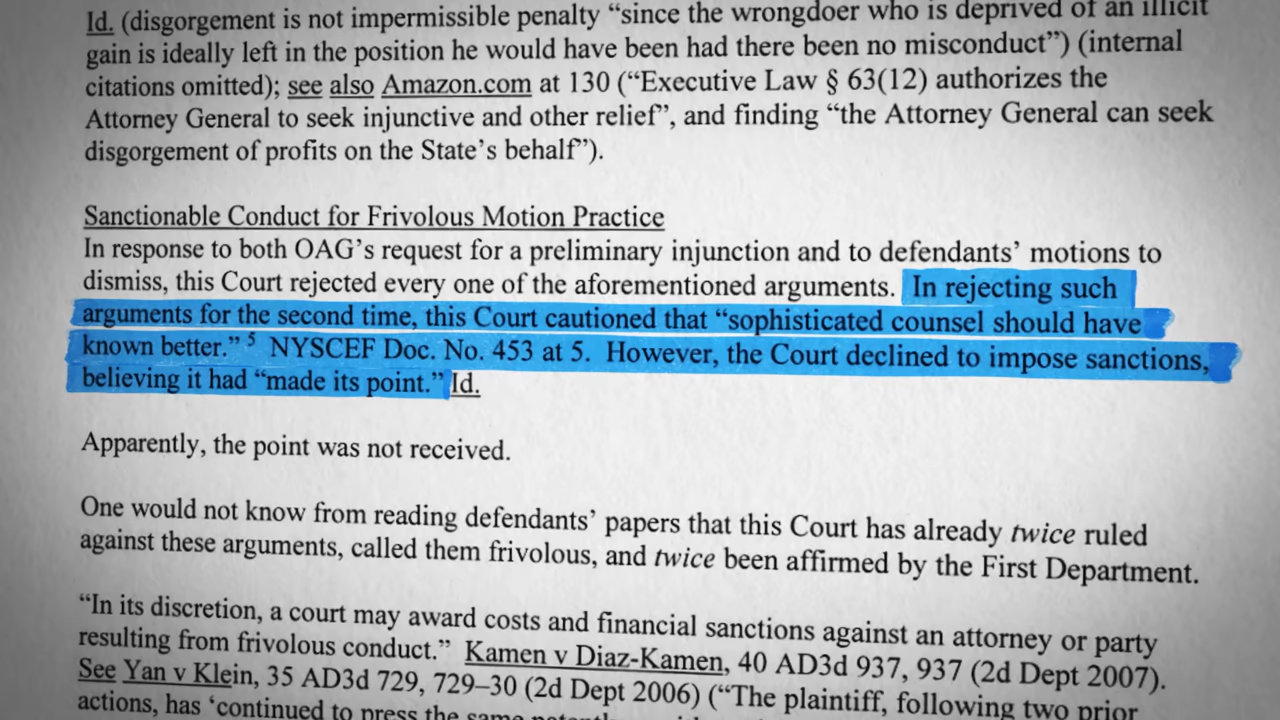 Id. (disgorgement is not impermissible penalty “since the wrongdoer who is deprived of an illicit
gain is ideally left in the position he would have been had there been no misconduct”) (internal
citations omitted); see also Amazon.com at 130 (“Executive Law § 63(12) authorizes the
Attorney General to seek injunctive and other relief”, and finding “the Attorney General can seek
disgorgement of profits on the State’s behalf”).
Sanctionable Conduct for Frivolous Motion Practice
In response to both OAG’s request for a preliminary injunction and to defendants’ motions to
dismiss, this Court rejected every one of the aforementioned arguments. In rejecting such
arguments for the second time, this Court cautioned that “sophisticated counsel should have
known better.” 5 NYSCEF Doc. No. 453 at 5. However, the Court declined to impose sanctions,
believing it had “made its point.” Id.
Apparently, the point was not received.
One would not know from reading defendants’ papers that this Court has already twice ruled
against these arguments, called them frivolous, and twice been affirmed by the First Department.
“In its discretion, a court may award costs and financial sanctions against an attorney or party
resulting from frivolous conduct.” Kamen v Diaz-Kamen, 40 AD3d 937, 937 (2d Dept 2007).
See Yan v Klein, 35 AD3d 729, 729–30 (2d Dept 2006) (“The plaintiff, following two prior
actions, has ‘continued to press the same